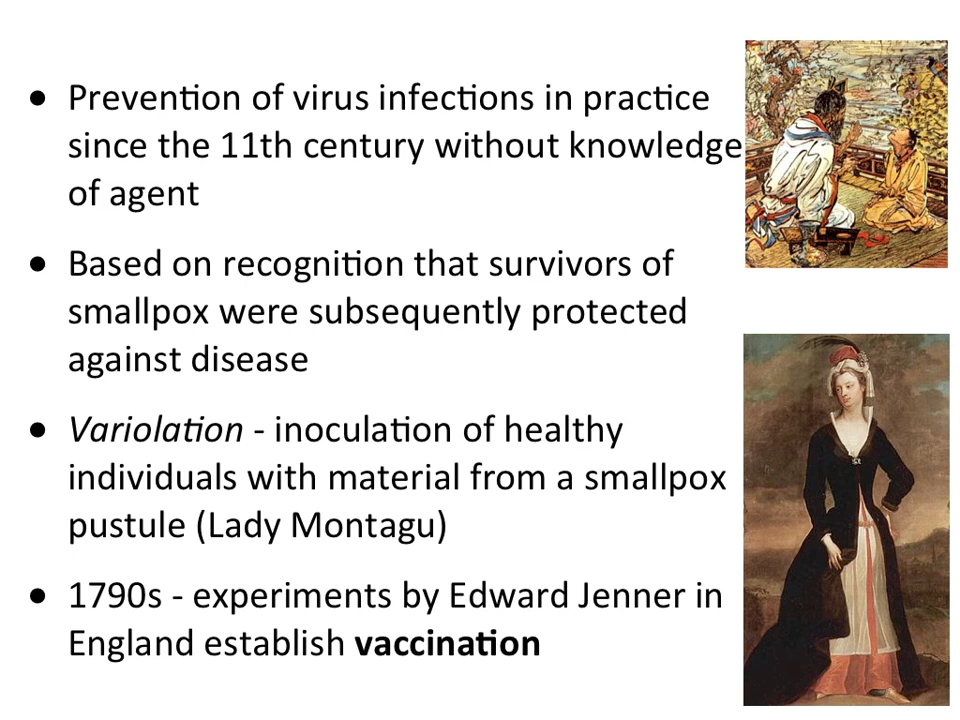 • Prevention of virus infections in practice
since the 11th century without knowledge
of agent
• Based on recognition that survivors of
smallpox were subsequently protected
against disease
• Variolation - inoculation of healthy
individuals with material from a smallpox
pustule (Lady Montagu)
• 1790s - experiments by Edward Jenner in
England establish vaccination